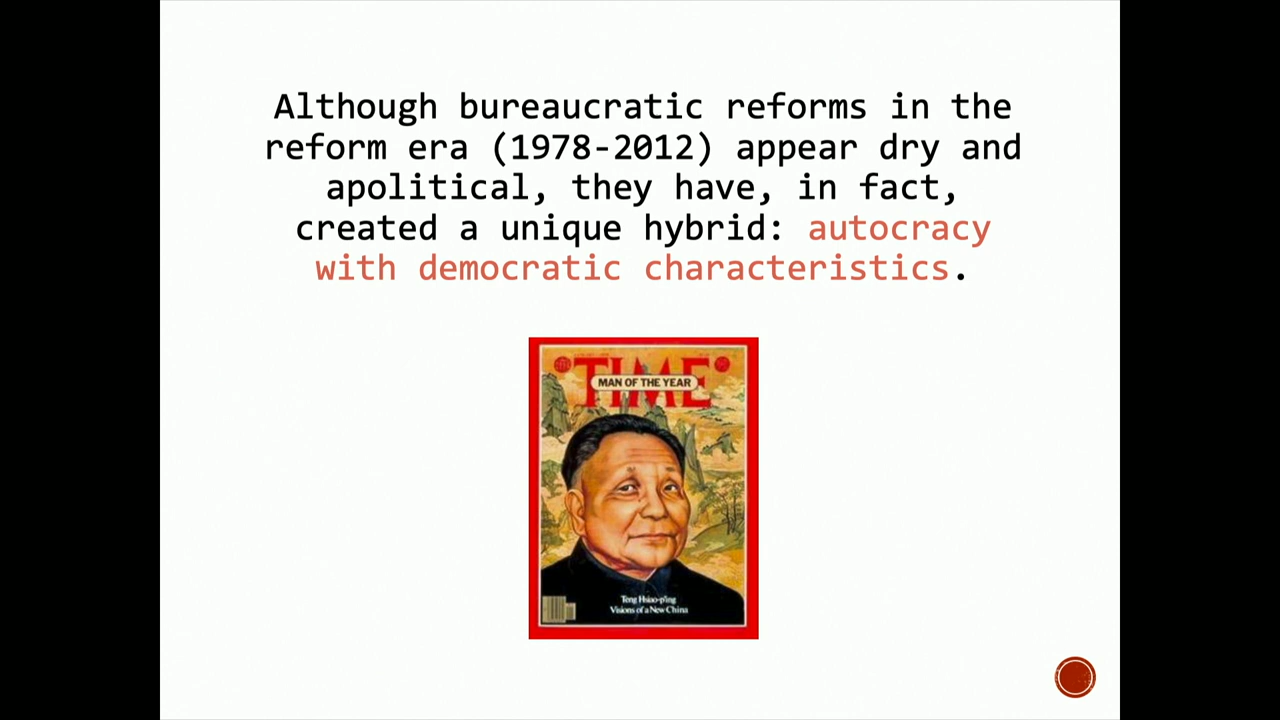 Although bureaucratic reforms in the
reform era (1978-2012) appear dry and
apolitical, they have, in fact,
created a unique hybrid: autocracy
with democratic characteristics.
TIME
MAN OF THE YEAR
Teng Hsiao-p'ing
Visions of a New China